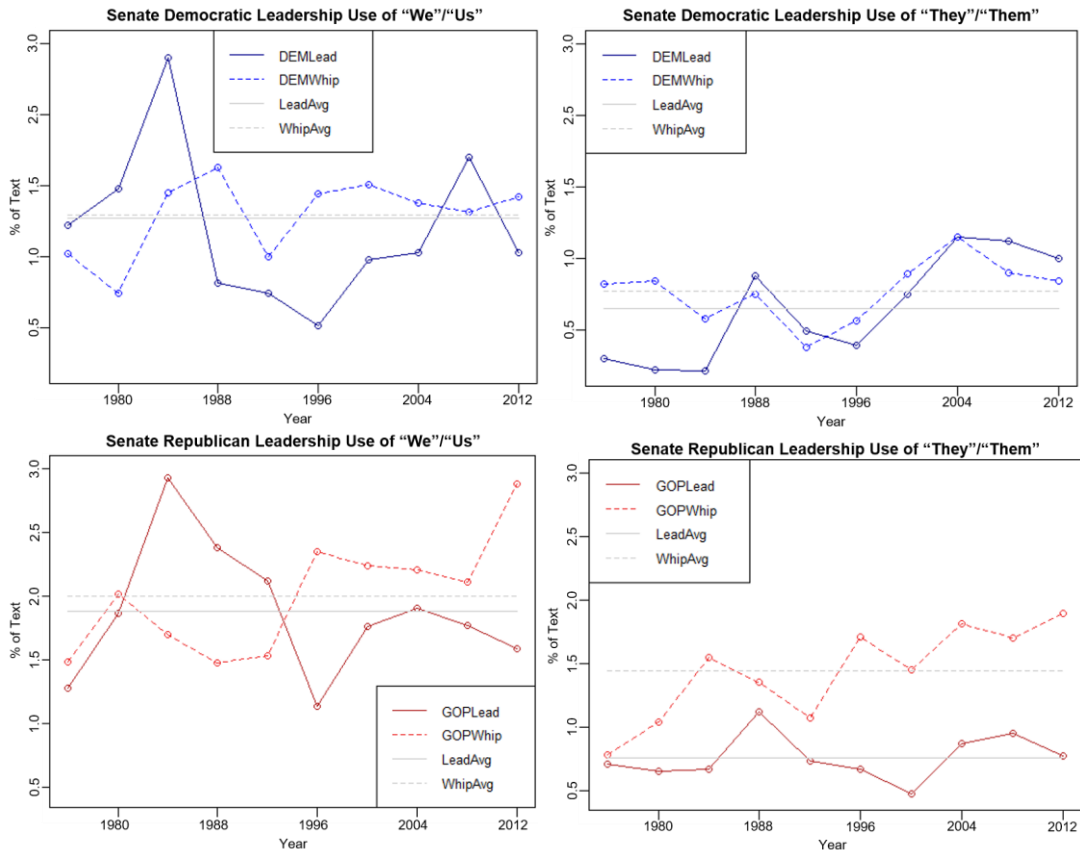 Senate Democratic Leadership Use of “We”/“Us”
DEMLead
DEMWhip
LeadAvg
WhipAvg
3.0
2.5
1.5
1.0
0.5
% of Text
1980
1988
1996
2004
2012
Year
Senate Democratic Leadership Use of “They”/“Them”
DEMLead
DEMWhip
LeadAvg
WhipAvg
3.0
2.5
1.5
1.0
0.5
% of Text
1980
1988
1996
2004
2012
Year
Senate Republican Leadership Use of “We”/“Us”
3.0
2.5
2.0
1.5
1.0
0.5
% of Text
GOPLead
GOPWhip
LeadAvg
WhipAvg
1980
1988
1996
2004
2012
Year
Senate Republican Leadership Use of “They”/“Them”
GOPLead
GOPWhip
LeadAvg
WhipAvg
3.0
2.5
2.0
1.5
1.0
0.5
% of Text
1980
1988
1996
2004
2012
Year